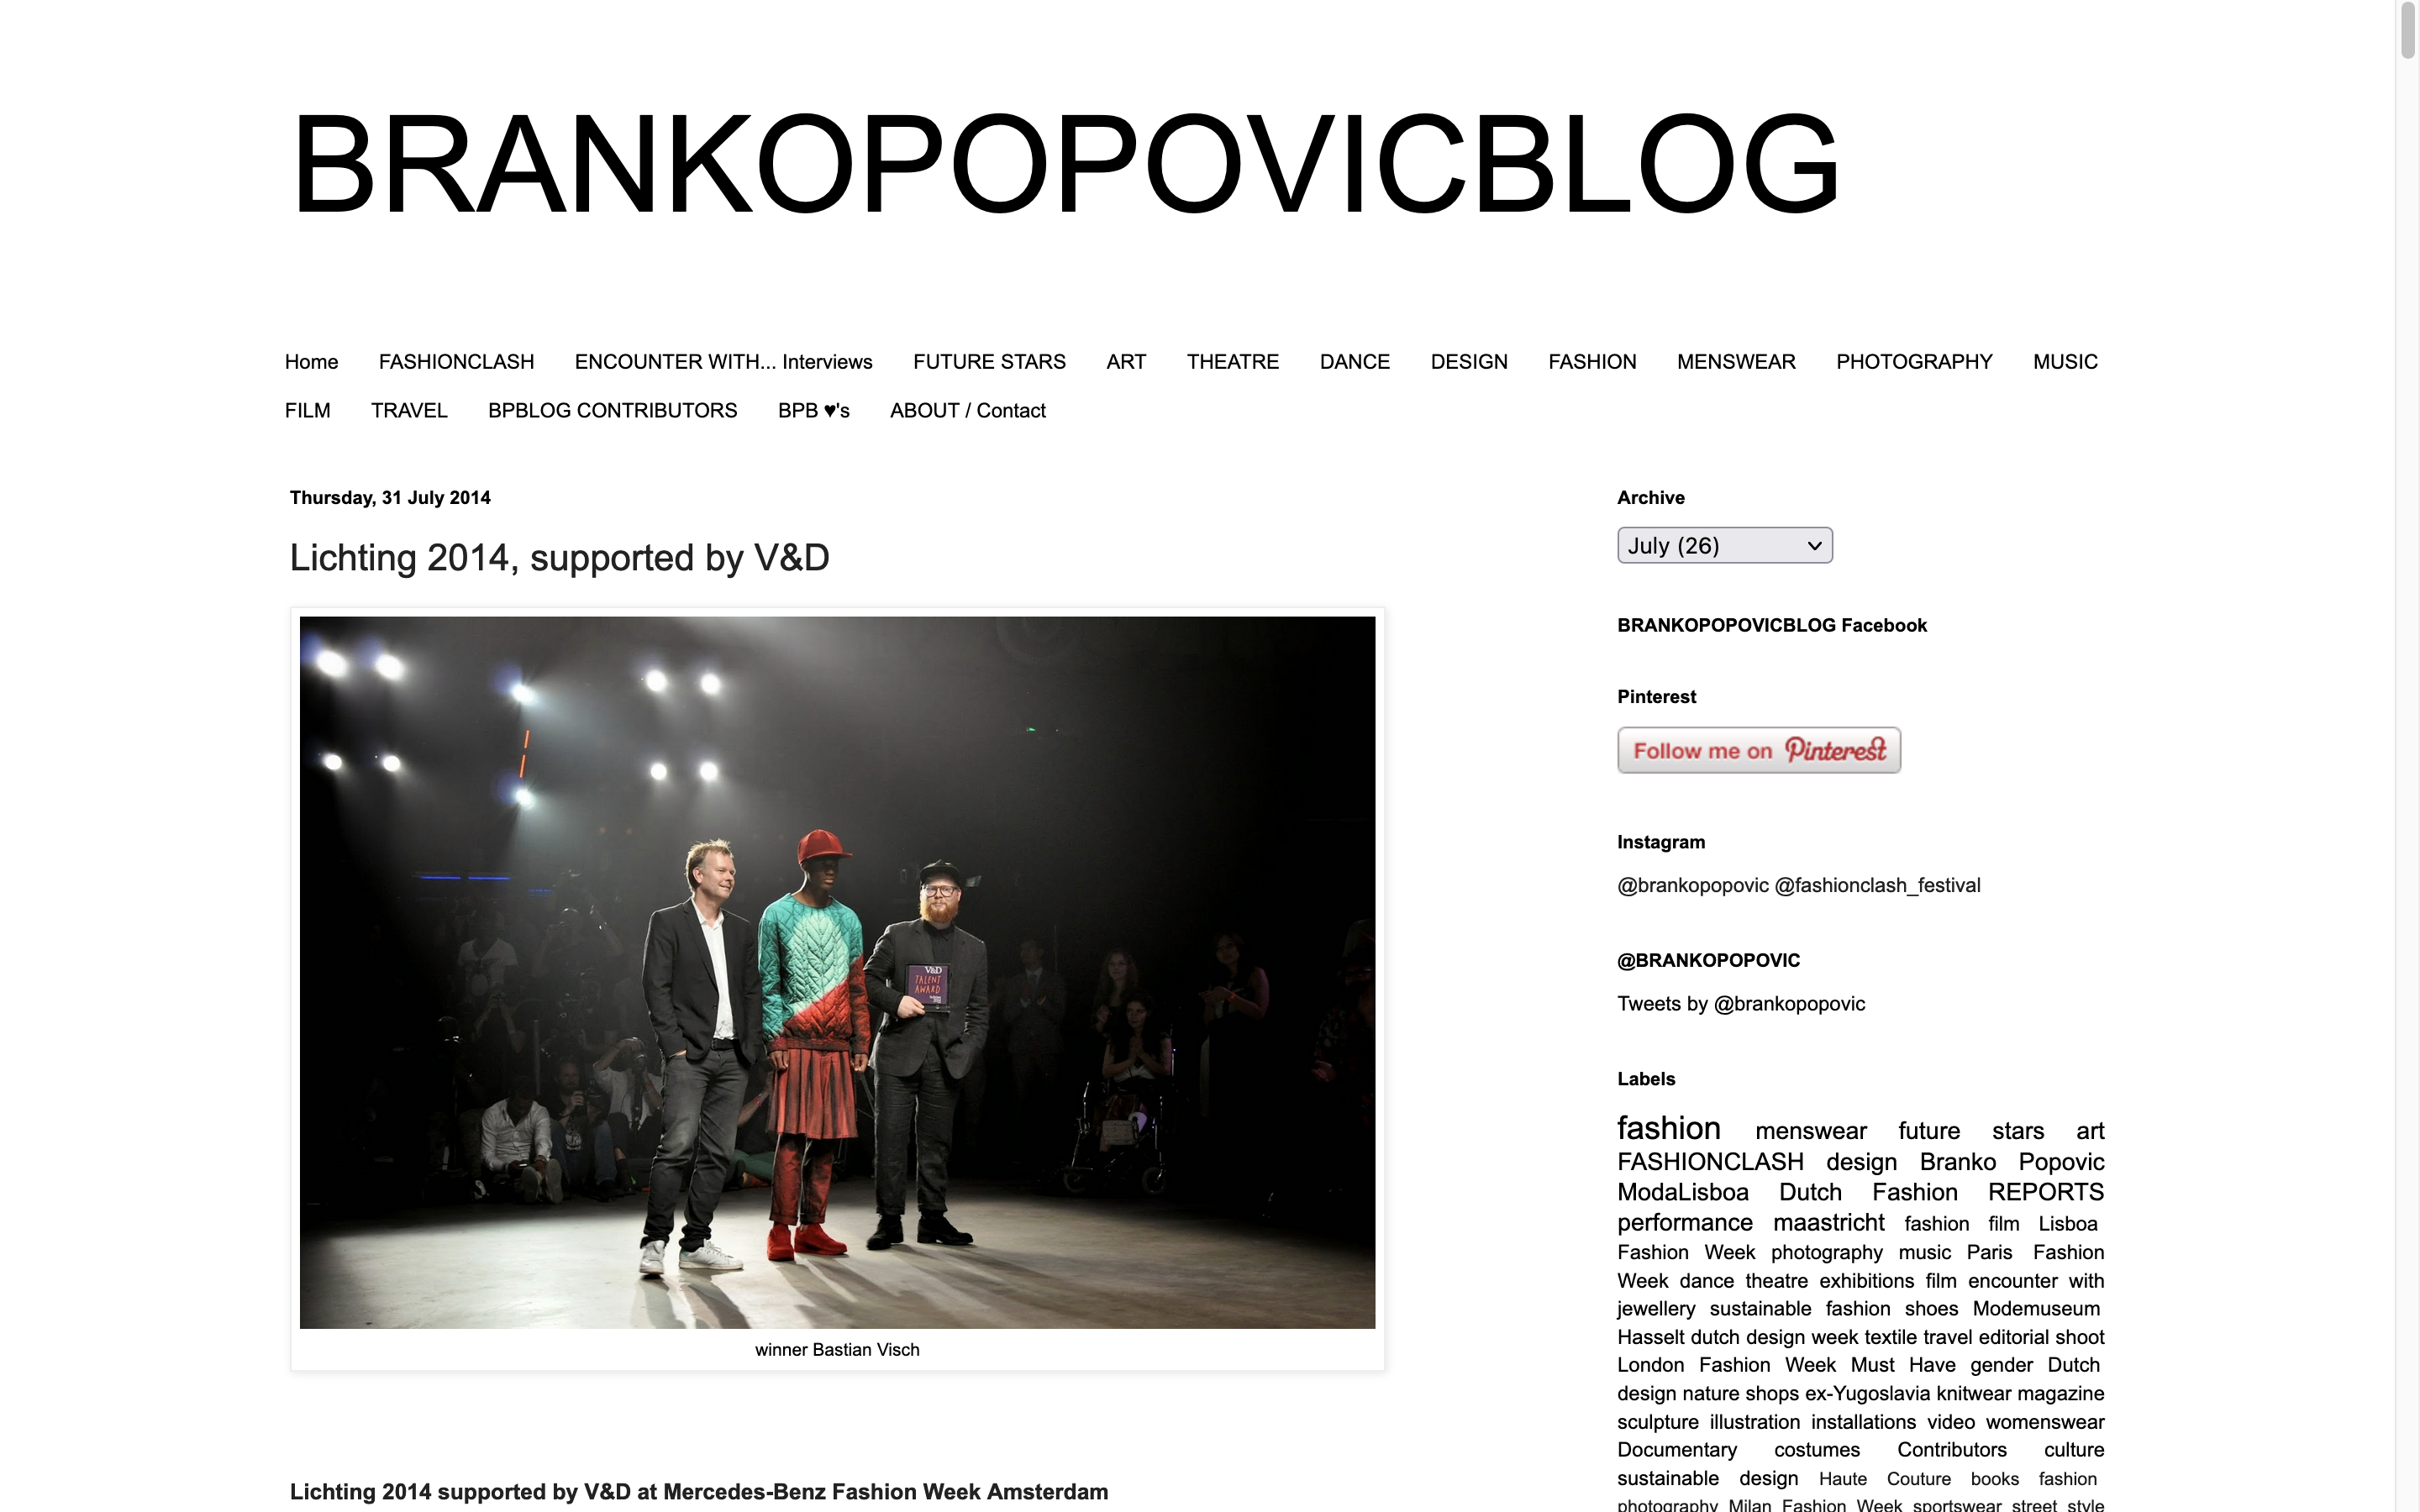 BRANKOPOPOVICBLOG
Home FASHIONCLASH ENCOUNTER WITH... Interviews FUTURE STARS ART THEATRE DANCE DESIGN FASHION MENSWEAR PHOTOGRAPHY MUSIC
FILM TRAVEL BPBLOG CONTRIBUTORS BPB ♥'s ABOUT / Contact
Thursday, 31 July 2014
Lichting 2014, supported by V&D
V&D
TALENT
AWARD
winner Bastian Visch
Lichting 2014 supported by V&D at Mercedes-Benz Fashion Week Amsterdam
Archive
July (26)
BRANKOPOPOVICBLOG Facebook
Pinterest
Follow me on Pinterest
Instagram
@brankopopovic @fashionclash_festival
@BRANKOPOPOVIC
Tweets by @brankopopovic
Labels
fashion menswear future stars art
FASHIONCLASH design Branko Popovic
ModaLisboa Dutch Fashion REPORTS
performance maastricht fashion film Lisboa
Fashion Week photography music Paris Fashion
Week dance theatre exhibitions film encounter with
jewellery sustainable fashion shoes Modemuseum
Hasselt dutch design week textile travel editorial shoot
London Fashion Week Must Have gender Dutch
design nature shops ex-Yugoslavia knitwear magazine
sculpture illustration installations video womenswear
Documentary costumes Contributors culture
sustainable design Haute Couture books fashion
photography Milan Fashion Week sportswear street style